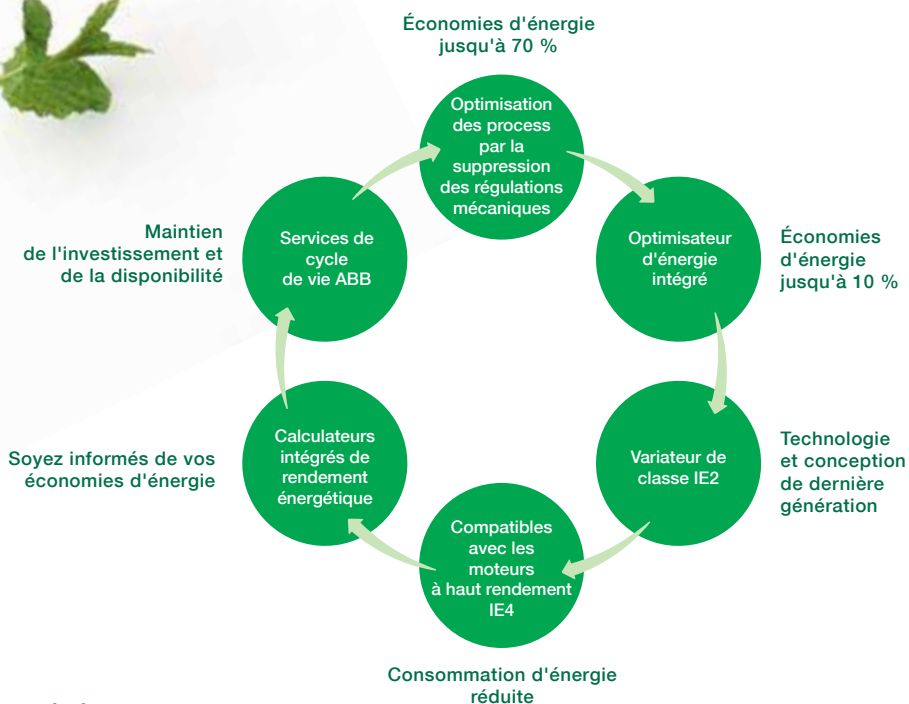 Économies d'énergie
jusqu'à 70 %
Optimisation
des process
par la
suppression
des régulations
mécaniques
Optimisateur
d'énergie
intégré
Économies
d'énergie
jusqu'à 10 %
Variateur de
classe IE2
Technologie
et conception
de dernière
génération
Compatibles
avec les
moteurs
à haut rendement
IE4
Consommation d'énergie
réduite
Calculateurs
intégrés de
rendement
énergétique
Soyez informés de vos
économies d'énergie
Services de
cycle
de vie ABB
Maintien
de l'investissement et
de la disponibilité